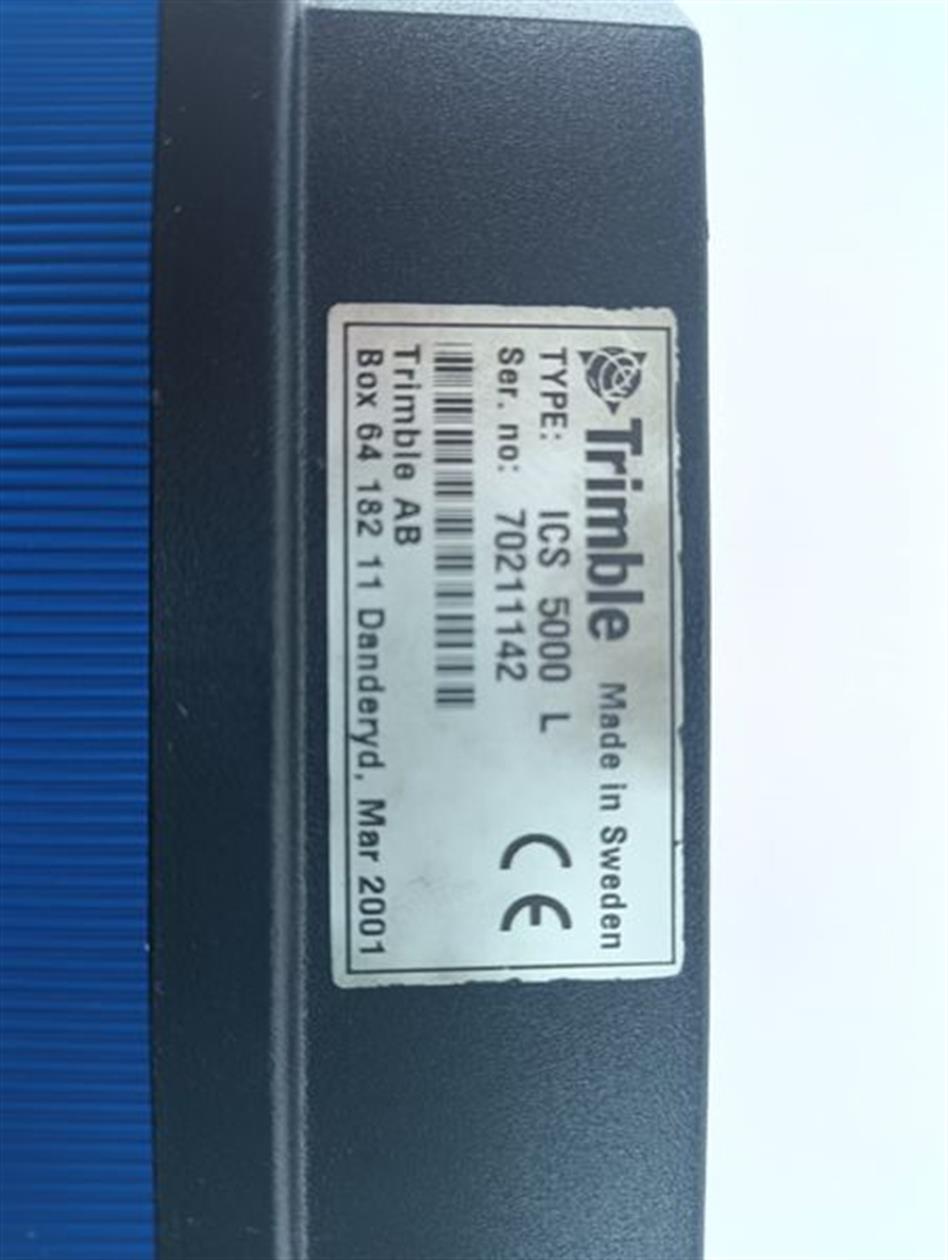 Trimble Made in Sweden
TYPE: ICS 5000 L
Ser. no: 70211142
CE
Trimble AB
Box 64 182 11 Danderyd, Mar 2001